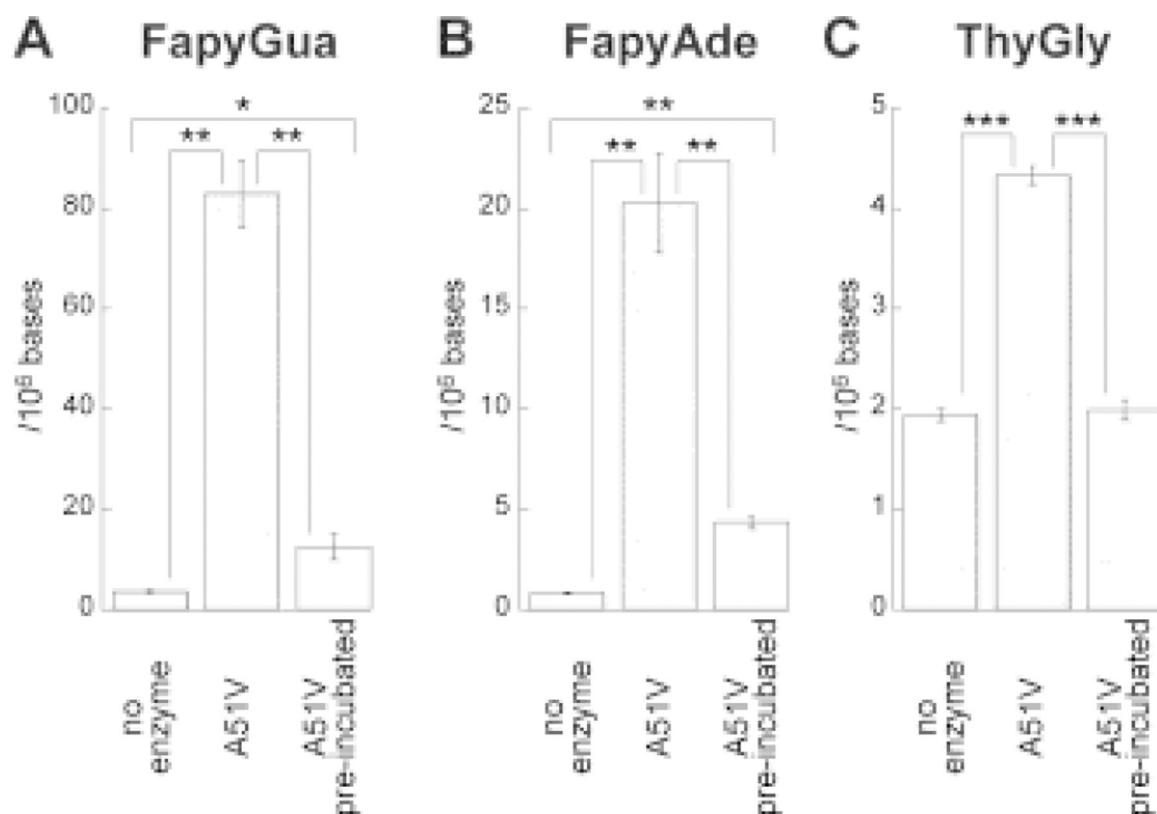 A FapyGua
*
**
**
100
80
60
40
20
0
/10⁶ bases
no enzyme
A51V
A51V pre-incubated
B FapyAde
**
**
**
25
20
15
10
5
0
/10⁶ bases
no enzyme
A51V
A51V pre-incubated
C ThyGly
***
***
5
4
3
2
1
0
/10⁶ bases
no enzyme
A51V
A51V pre-incubated